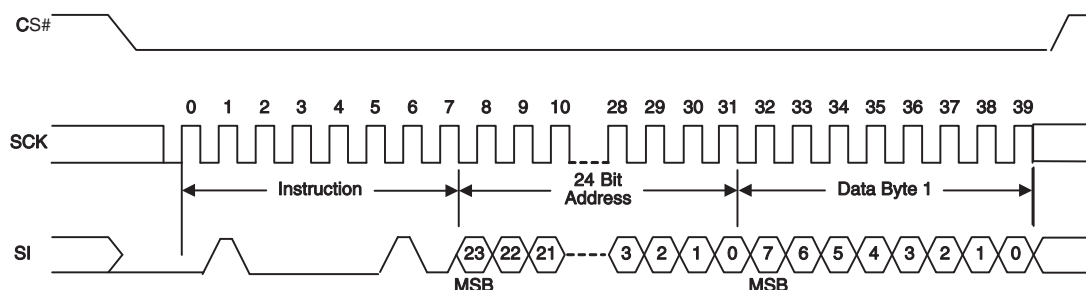 CS#
0 1 2 3 4 5 6 7 8 9 10 28 29 30 31 32 33 34 35 36 37 38 39
SCK
Instruction
24 Bit
Address
Data Byte 1
SI
23 22 21 3 2 1 0 7 6 5 4 3 2 1 0
MSB
MSB